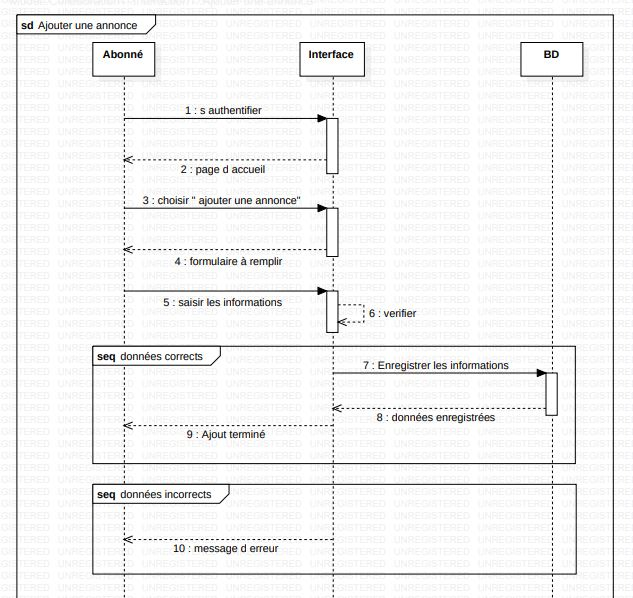 sd Ajouter une annonce
Abonné
Interface
BD
1 : s authentifier
2 : page d accueil
3 : choisir " ajouter une annonce"
4 : formulaire à remplir
5 : saisir les informations
6 : verifier
seq données corrects
7 : Enregistrer les informations
8 : données enregistrées
9 : Ajout terminé
seq données incorrects
10 : message d erreur